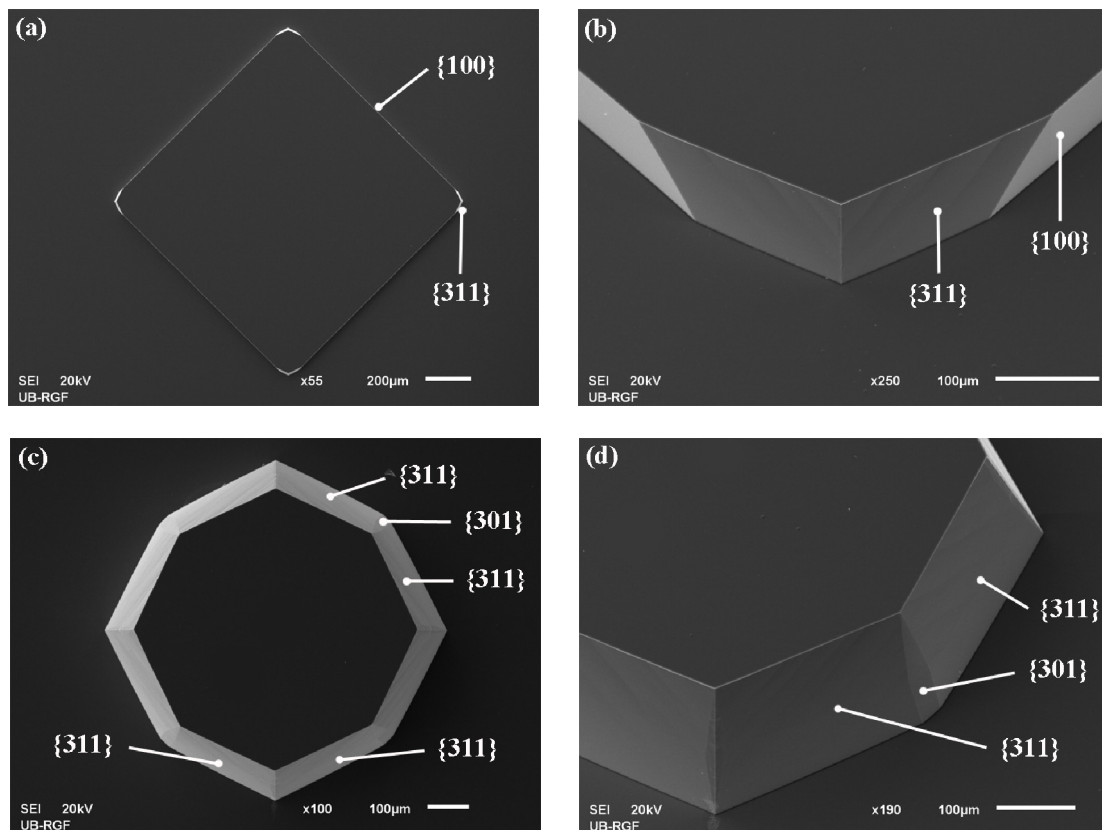 (a)
{100}
{311}
SEI 20kV x55 200µm
UB-RGF
(b)
{100}
{311}
SEI 20kV x250 100µm
UB-RGF
(c)
{311}
{301}
{311}
{311}
{311}
SEI 20kV x100 100µm
UB-RGF
(d)
{311}
{301}
{311}
SEI 20kV x190 100µm
UB-RGF